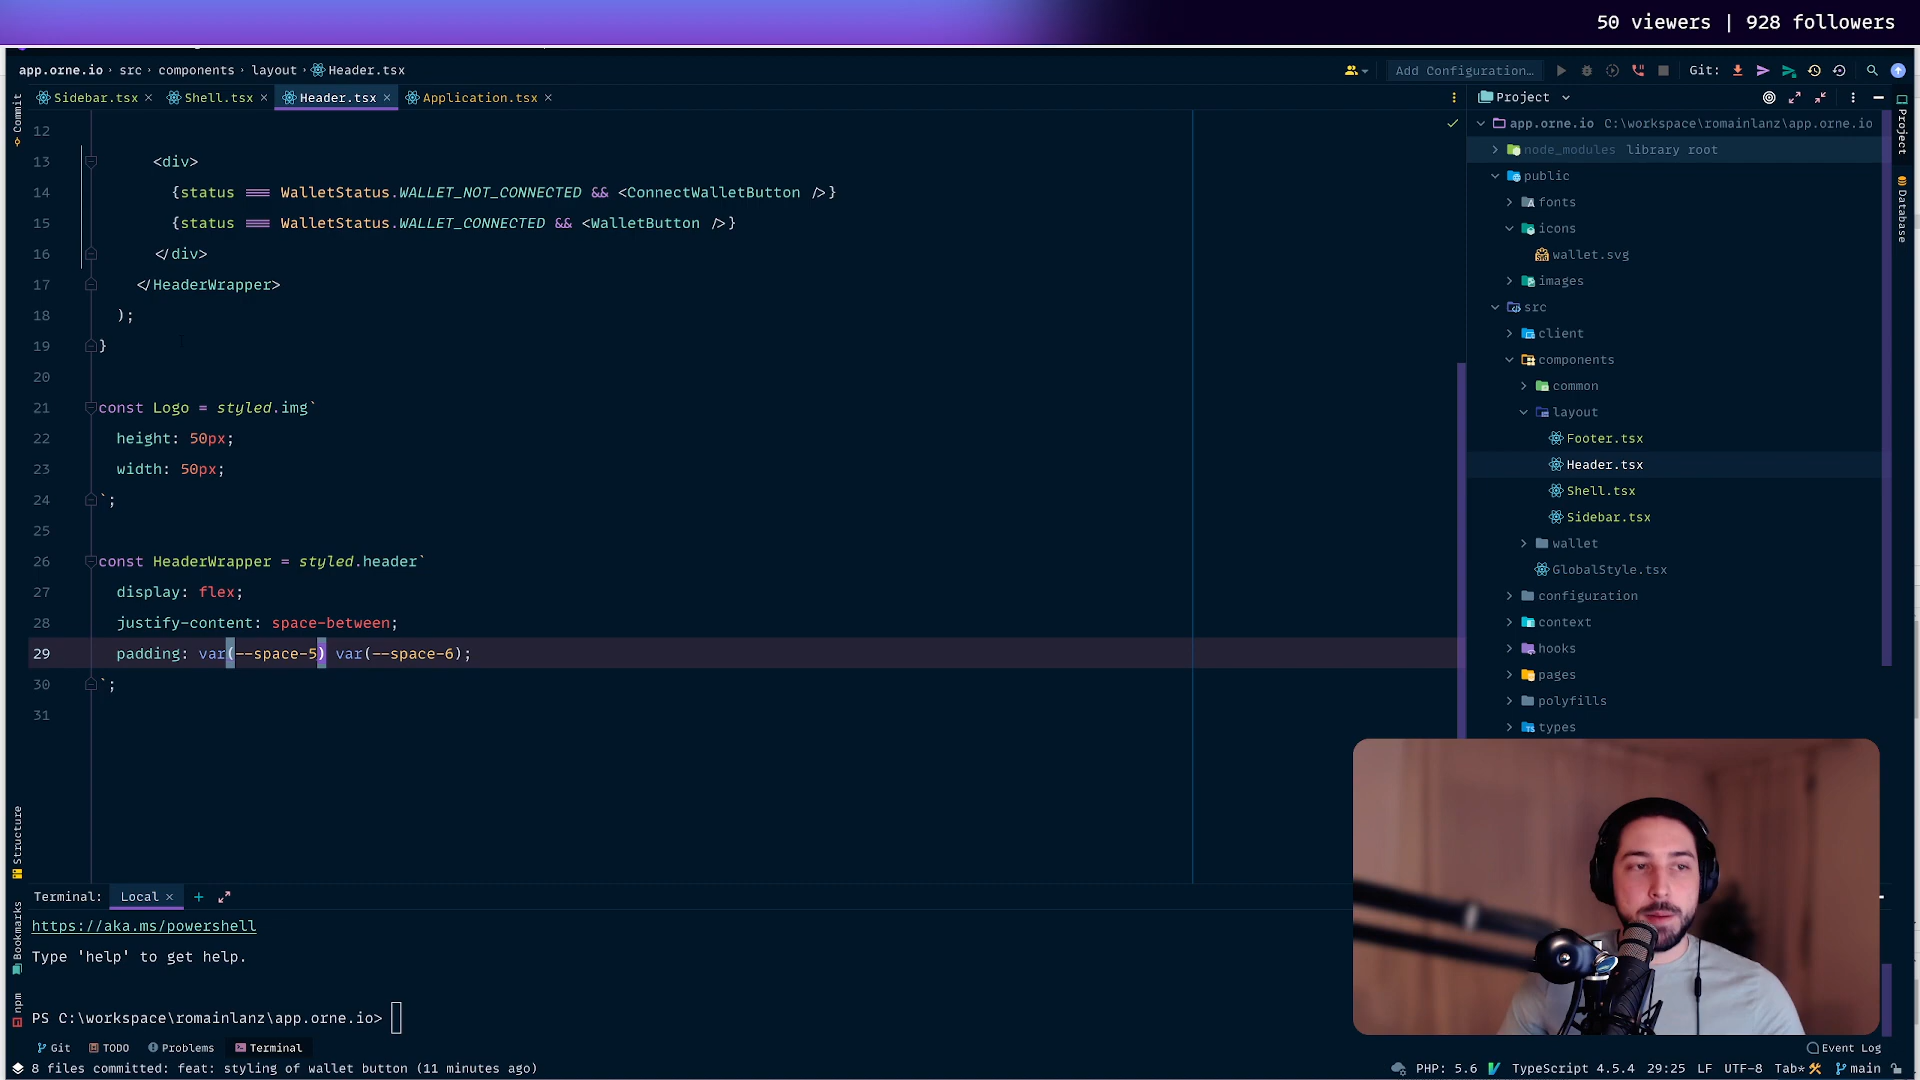 50 viewers | 928 followers
app.orne.io › src › components › layout › Header.tsx
Add Configuration...
Git:
Commit
Sidebar.tsx
Shell.tsx
Header.tsx
Application.tsx
Project
12
13 <div>
14 {status === WalletStatus.WALLET_NOT_CONNECTED && <ConnectWalletButton />}
15 {status === WalletStatus.WALLET_CONNECTED && <WalletButton />}
16 </div>
17 </HeaderWrapper>
18 );
19 }
20
21 const Logo = styled.img`
22 height: 50px;
23 width: 50px;
24 `;
25
26 const HeaderWrapper = styled.header`
27 display: flex;
28 justify-content: space-between;
29 padding: var(--space-5) var(--space-6);
30 `;
31
app.orne.io C:\workspace\romainlanz\app.orne.io
node_modules library root
public
fonts
icons
wallet.svg
images
src
client
components
common
layout
Footer.tsx
Header.tsx
Shell.tsx
Sidebar.tsx
wallet
GlobalStyle.tsx
configuration
context
hooks
pages
polyfills
types
Project
Database
Structure
Bookmarks
npm
Terminal: Local
https://aka.ms/powershell
Type 'help' to get help.
PS C:\workspace\romainlanz\app.orne.io>
Git
TODO
Problems
Terminal
Event Log
8 files committed: feat: styling of wallet button (11 minutes ago)
PHP: 5.6
TypeScript 4.5.4
29:25
LF
UTF-8
Tab*
main